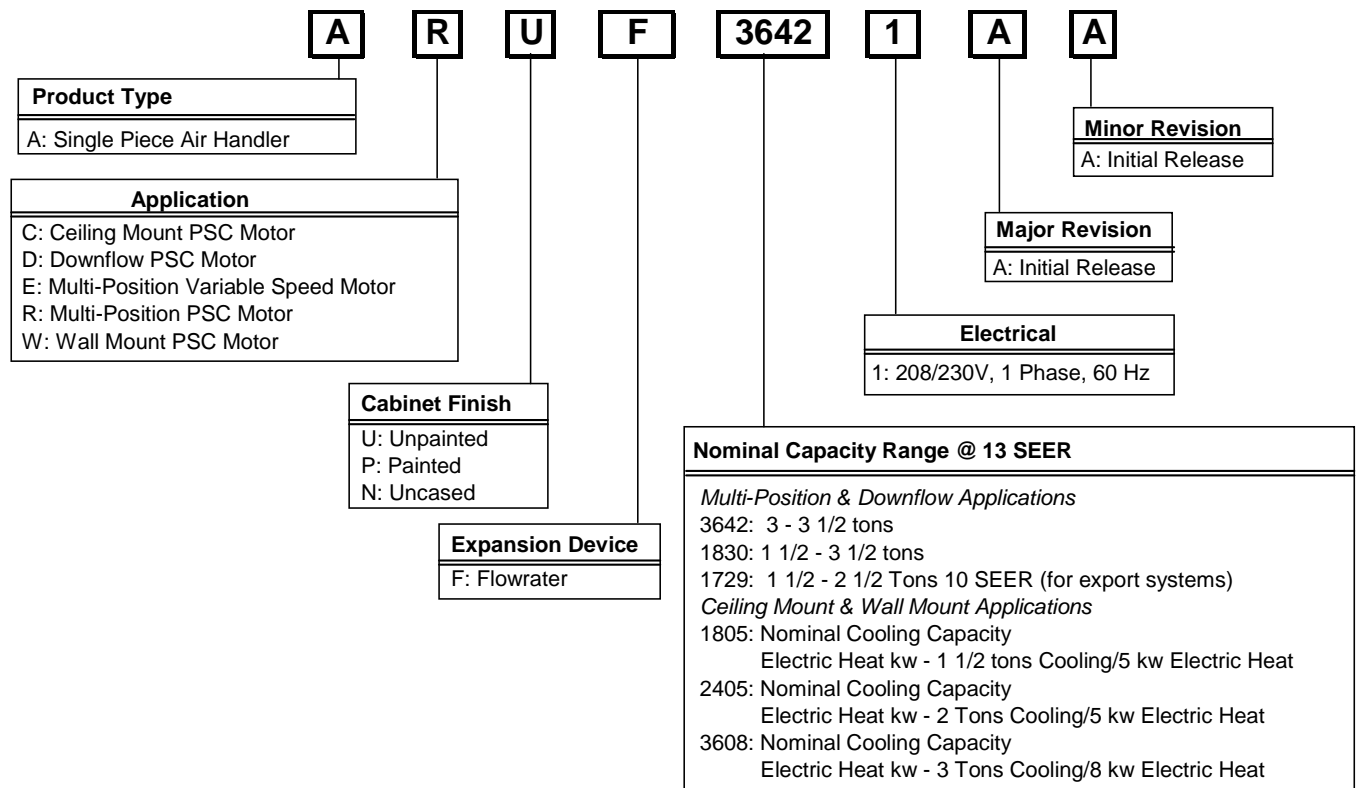 A R U F 3642 1 A A
Product Type
A: Single Piece Air Handler
Application
C: Ceiling Mount PSC Motor
D: Downflow PSC Motor
E: Multi-Position Variable Speed Motor
R: Multi-Position PSC Motor
W: Wall Mount PSC Motor
Cabinet Finish
U: Unpainted
P: Painted
N: Uncased
Expansion Device
F: Flowrater
Minor Revision
A: Initial Release
Major Revision
A: Initial Release
Electrical
1: 208/230V, 1 Phase, 60 Hz
Nominal Capacity Range @ 13 SEER
Multi-Position & Downflow Applications
3642: 3 - 3 1/2 tons
1830: 1 1/2 - 3 1/2 tons
1729: 1 1/2 - 2 1/2 Tons 10 SEER (for export systems)
Ceiling Mount & Wall Mount Applications
1805: Nominal Cooling Capacity
Electric Heat kw - 1 1/2 tons Cooling/5 kw Electric Heat
2405: Nominal Cooling Capacity
Electric Heat kw - 2 Tons Cooling/5 kw Electric Heat
3608: Nominal Cooling Capacity
Electric Heat kw - 3 Tons Cooling/8 kw Electric Heat